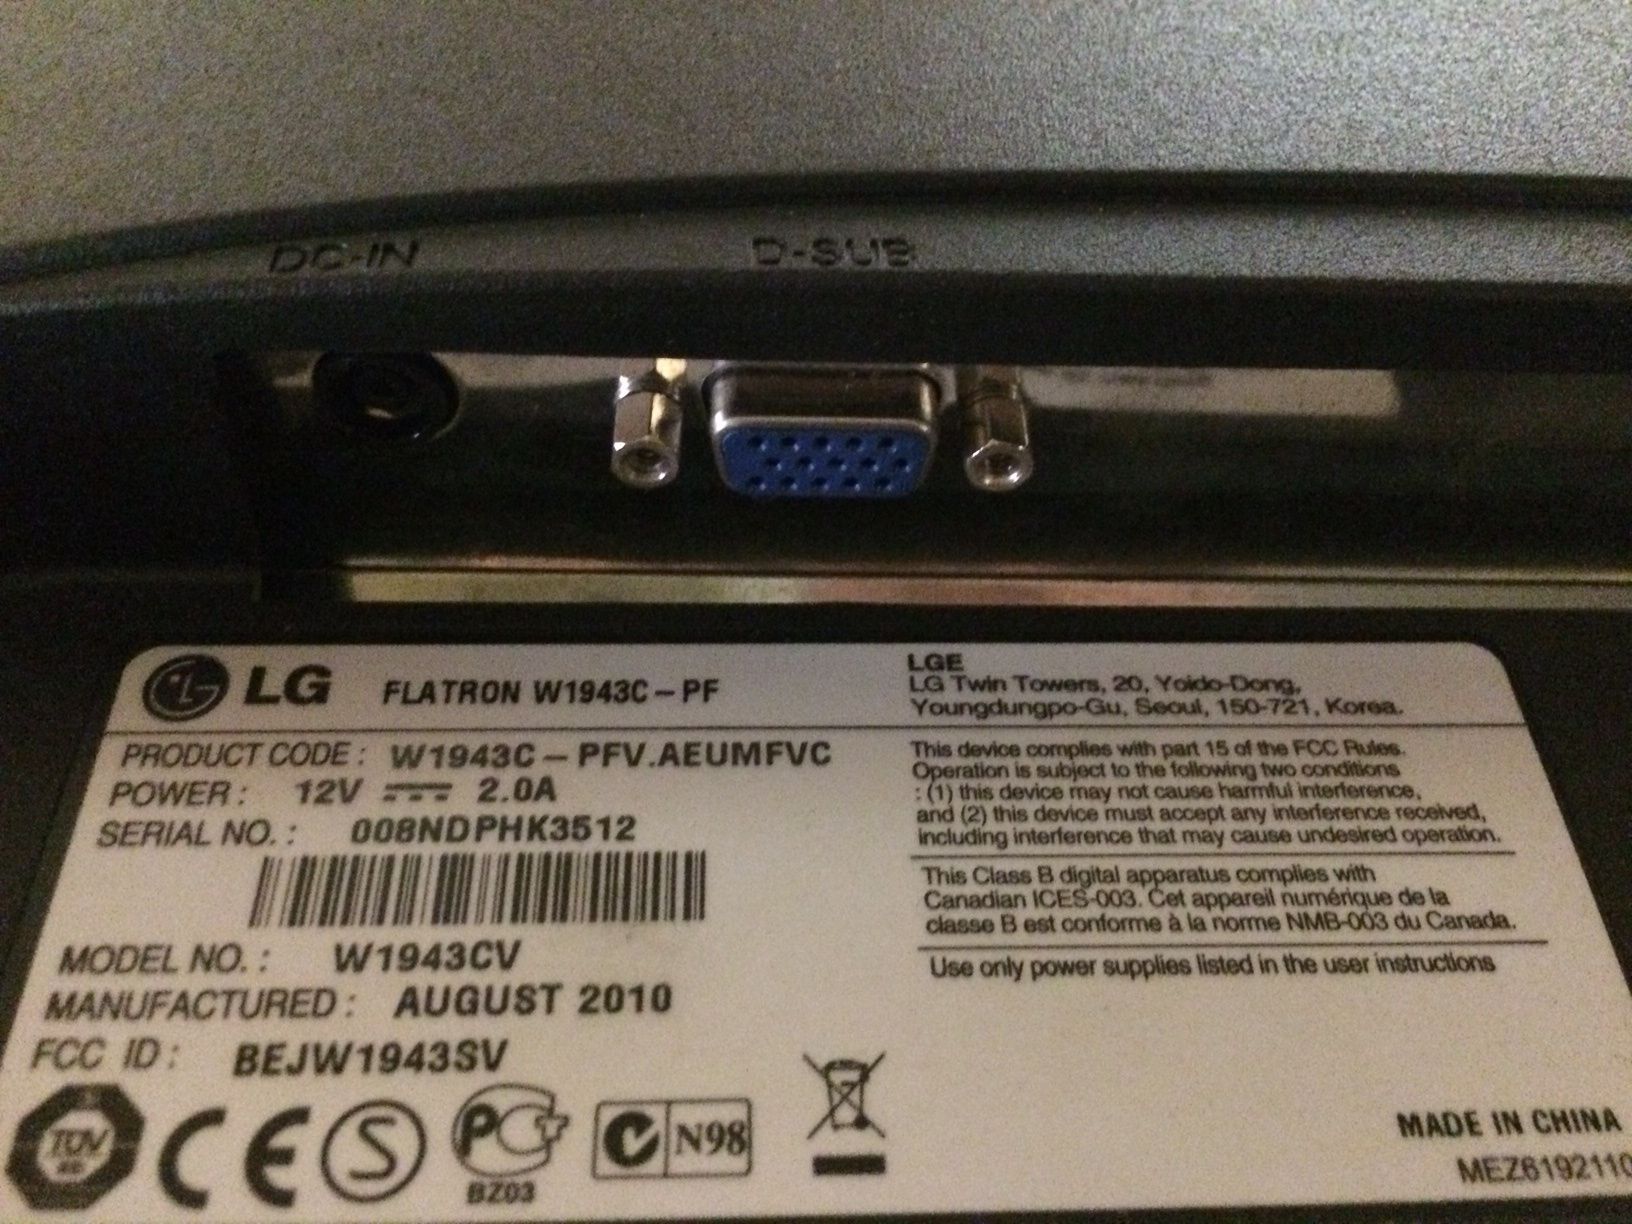 DC-IN D-SUB
LG FLATRON W1943C-PF
LGE
LG Twin Towers, 20, Yoido-Dong,
Youngdungpo-Gu, Seoul, 150-721, Korea.
PRODUCT CODE : W1943C-PFV.AEUMFVC
POWER : 12V 2.0A
SERIAL NO. : 008NDPHK3512
MODEL NO. : W1943CV
MANUFACTURED : AUGUST 2010
FCC ID : BEJW1943SV
This device complies with part 15 of the FCC Rules.
Operation is subject to the following two conditions
: (1) this device may not cause harmful interference,
and (2) this device must accept any interference received,
including interference that may cause undesired operation.
This Class B digital apparatus complies with
Canadian ICES-003. Cet appareil numérique de la
classe B est conforme à la norme NMB-003 du Canada.
Use only power supplies listed in the user instructions
TÜV CE S PC N98
BZ03
MADE IN CHINA
MEZ6192110